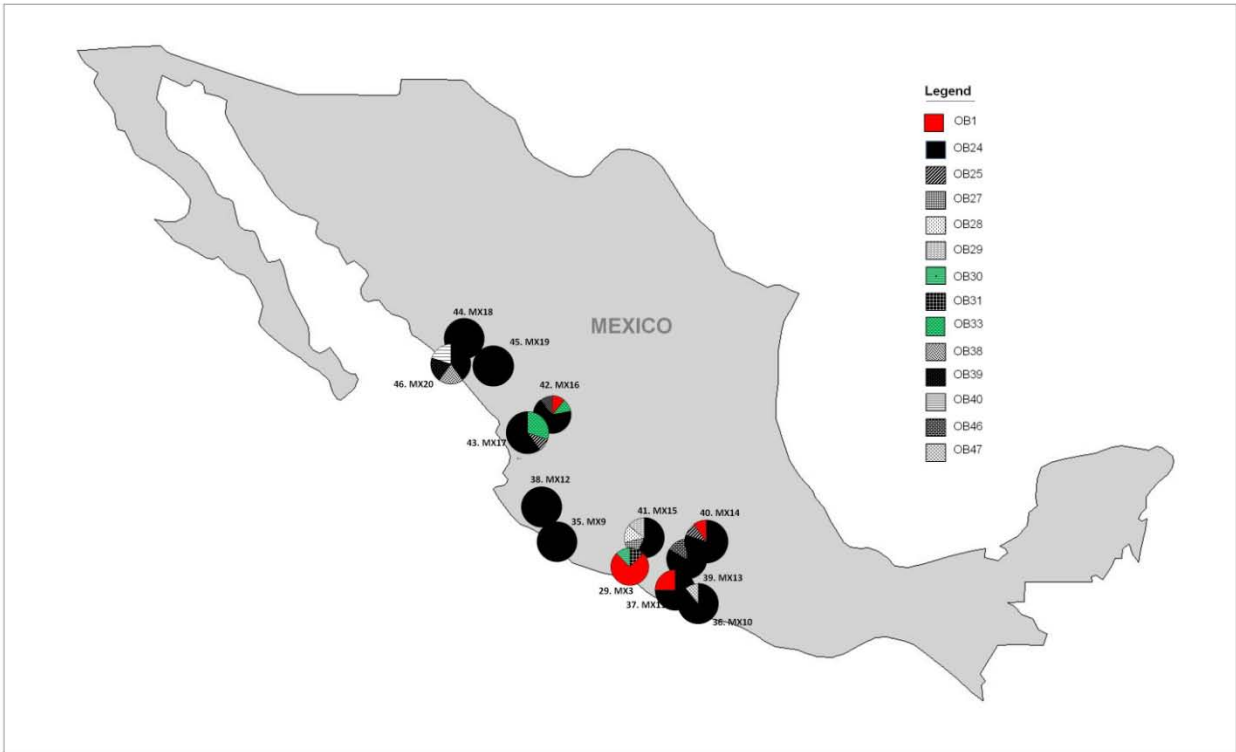 Legend
OB1
OB24
OB25
OB27
OB28
OB29
OB30
OB31
OB33
OB38
OB39
OB40
OB46
OB47
MEXICO
44. MX18
45. MX19
46. MX20
42. MX16
43. MX17
38. MX12
35. MX9
41. MX15
40. MX14
39. MX13
29. MX3
37.
36. MX10